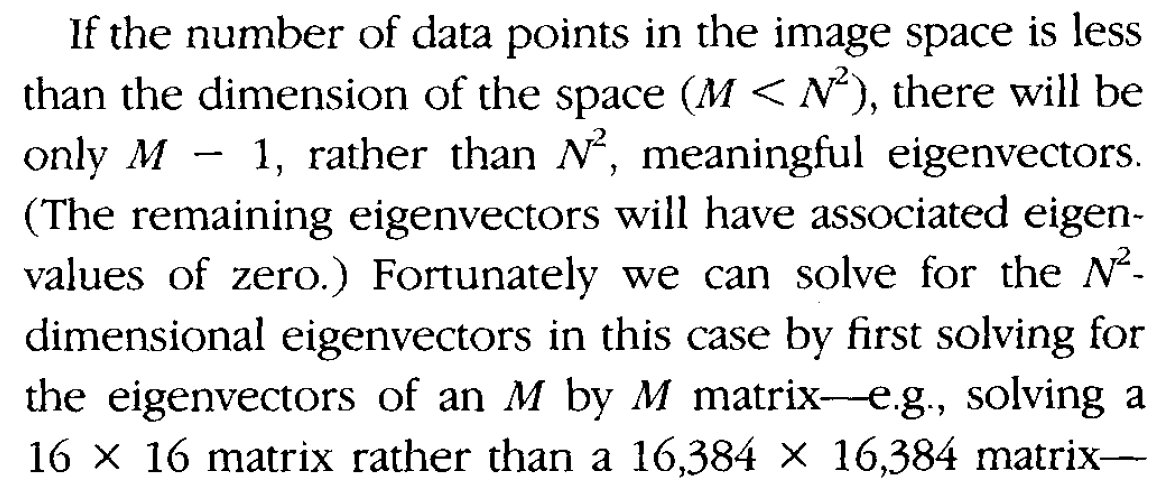 If the number of data points in the image space is less
than the dimension of the space (M < N²), there will be
only M − 1, rather than N², meaningful eigenvectors.
(The remaining eigenvectors will have associated eigen-
values of zero.) Fortunately we can solve for the N²-
dimensional eigenvectors in this case by first solving for
the eigenvectors of an M by M matrix—e.g., solving a
16 × 16 matrix rather than a 16,384 × 16,384 matrix—